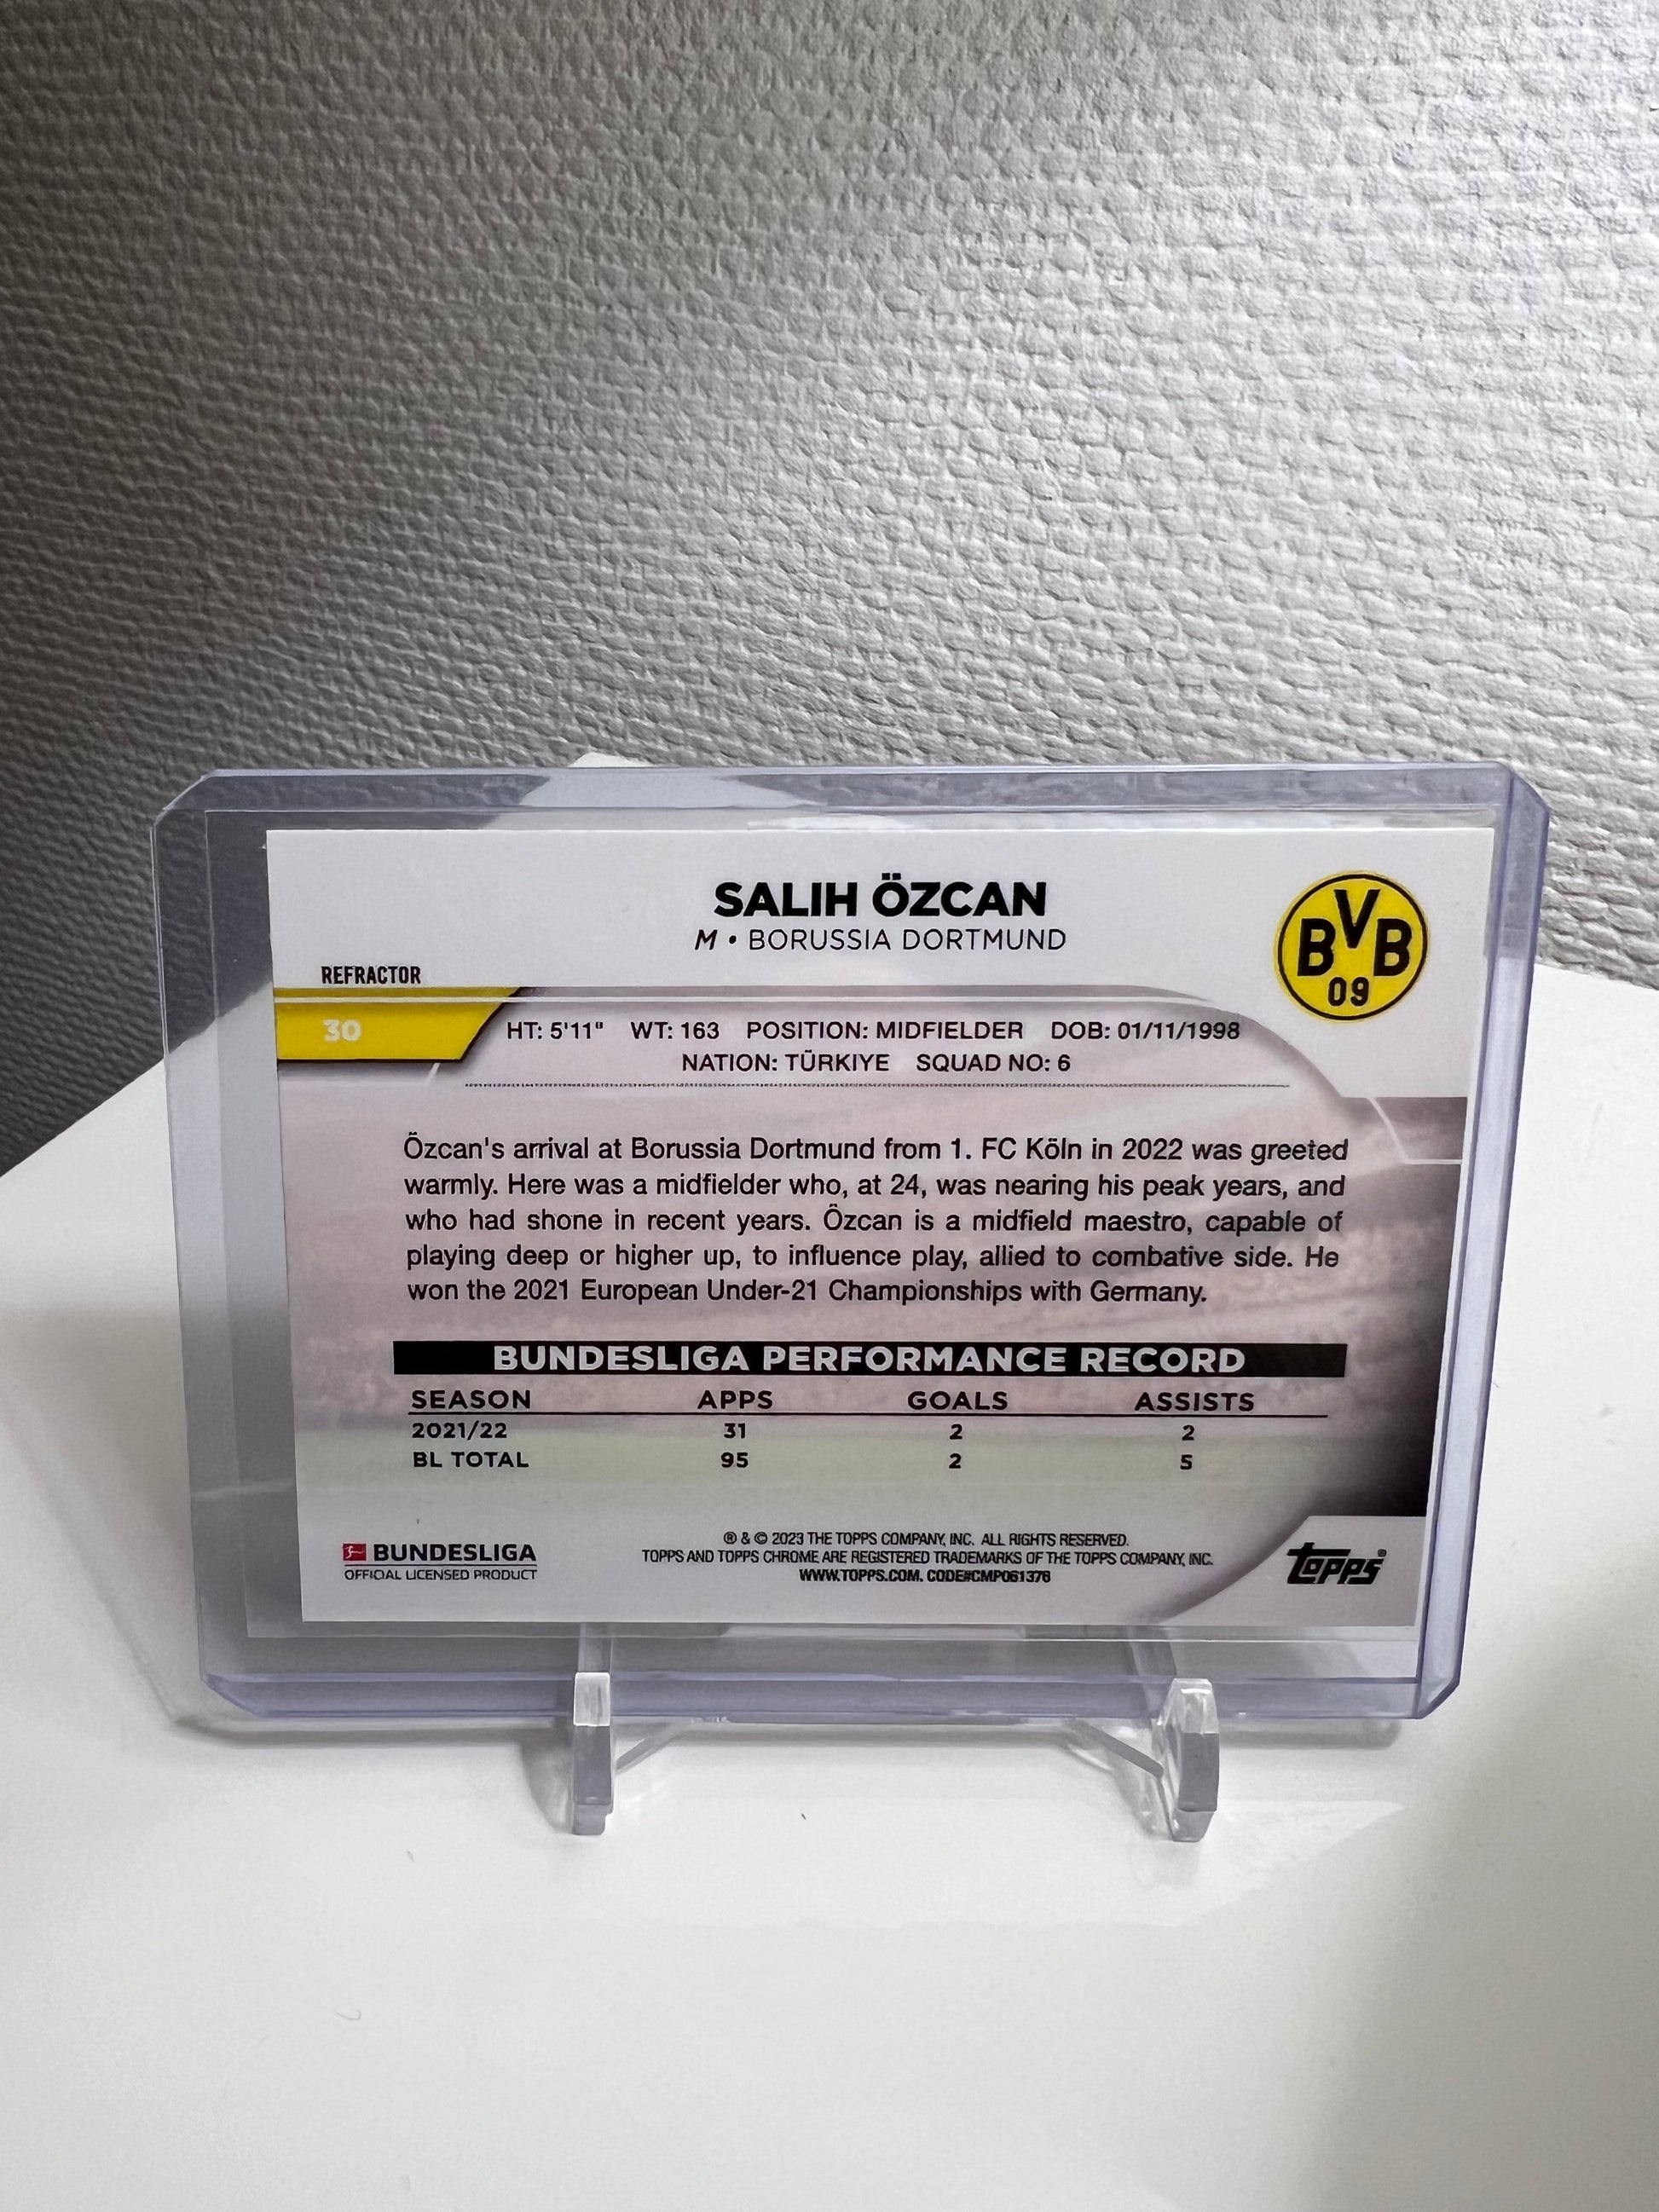 SALIH ÖZCAN
M • BORUSSIA DORTMUND
BVB
09
REFRACTOR
30
HT: 5'11" WT: 163 POSITION: MIDFIELDER DOB: 01/11/1998
NATION: TÜRKIYE SQUAD NO: 6
Özcan's arrival at Borussia Dortmund from 1. FC Köln in 2022 was greeted
warmly. Here was a midfielder who, at 24, was nearing his peak years, and
who had shone in recent years. Özcan is a midfield maestro, capable of
playing deep or higher up, to influence play, allied to combative side. He
won the 2021 European Under-21 Championships with Germany.
BUNDESLIGA PERFORMANCE RECORD
SEASON APPS GOALS ASSISTS
2021/22 31 2 2
BL TOTAL 95 2 5
BUNDESLIGA
OFFICIAL LICENSED PRODUCT
® & © 2023 THE TOPPS COMPANY, INC. ALL RIGHTS RESERVED.
TOPPS AND TOPPS CHROME ARE REGISTERED TRADEMARKS OF THE TOPPS COMPANY, INC.
WWW.TOPPS.COM. CODE#CMP061376
topps®